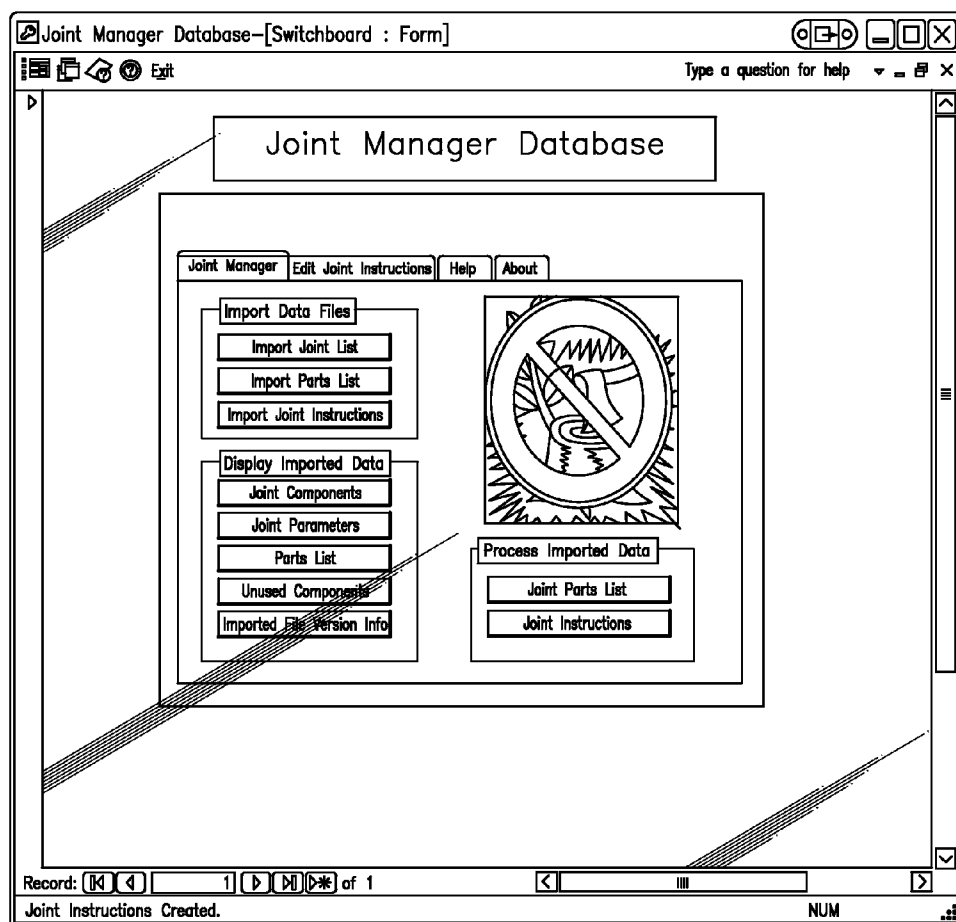 Joint Manager Database-[Switchboard : Form]
Exit
Type a question for help
Joint Manager Database
Joint Manager
Edit Joint Instructions
Help
About
Import Data Files
Import Joint List
Import Parts List
Import Joint Instructions
Display Imported Data
Joint Components
Joint Parameters
Parts List
Unused Components
Imported File Version Info
Process Imported Data
Joint Parts List
Joint Instructions
Record: 1 of 1
Joint Instructions Created.
NUM